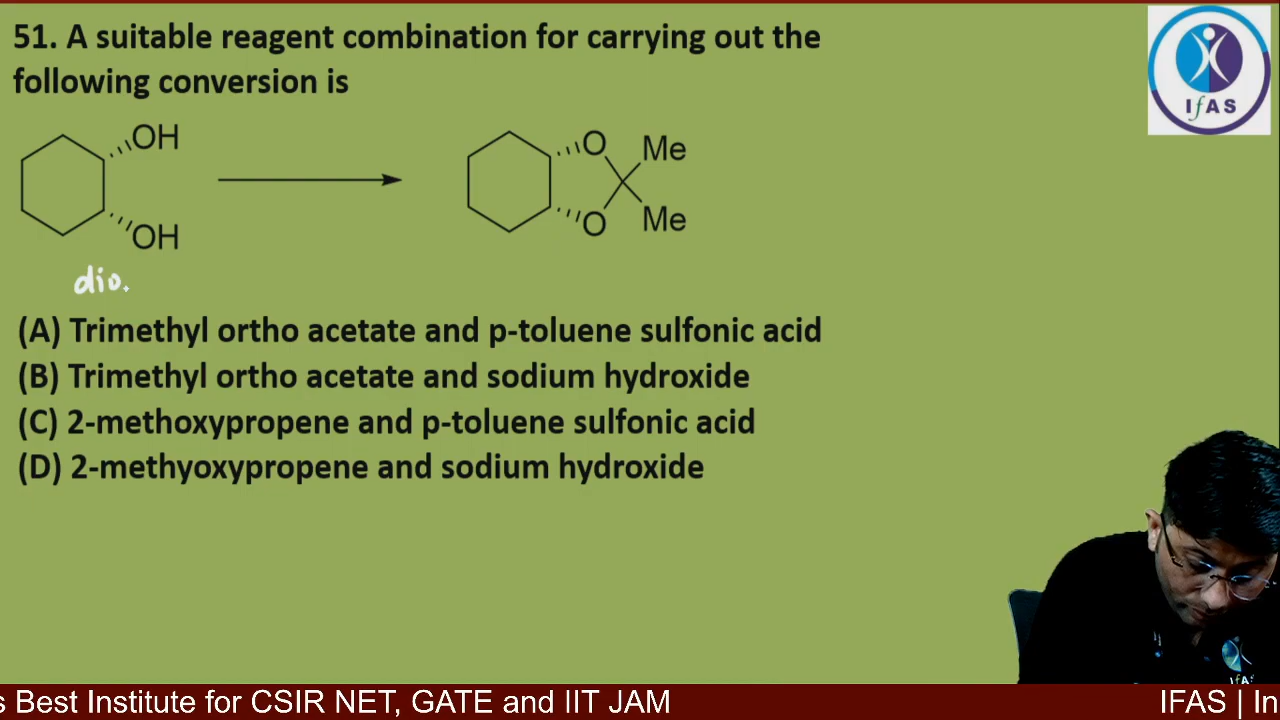 51. A suitable reagent combination for carrying out the
following conversion is
IfAS
OH
OH
O
O
Me
Me
dio.
(A) Trimethyl ortho acetate and p-toluene sulfonic acid
(B) Trimethyl ortho acetate and sodium hydroxide
(C) 2-methoxypropene and p-toluene sulfonic acid
(D) 2-methyoxypropene and sodium hydroxide
s Best Institute for CSIR NET, GATE and IIT JAM
IFAS | In